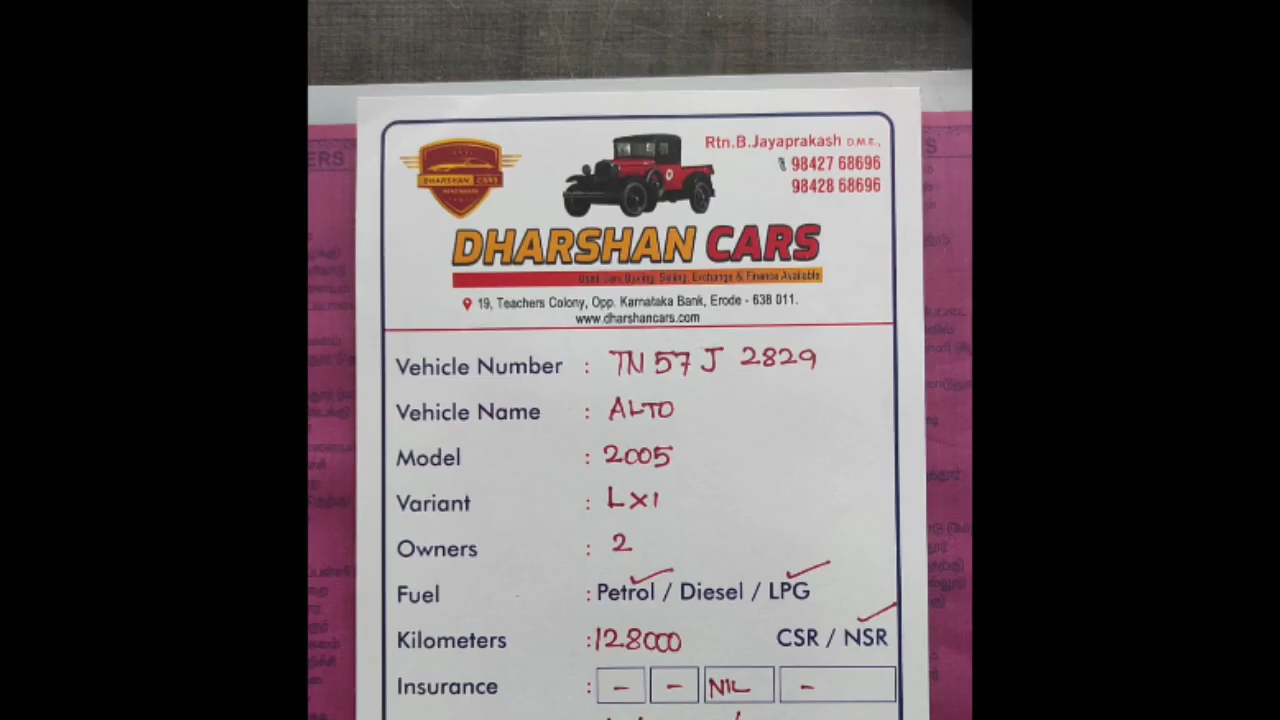 DHARSHAN CARS
Rtn.B.Jayaprakash D.M.E.,
98427 68696
98428 68696
DHARSHAN CARS
Used Cars Buying, Selling, Exchange & Finance Available
19, Teachers Colony, Opp. Karnataka Bank, Erode - 638 011.
www.dharshancars.com
Vehicle Number : TN 57 J 2829
Vehicle Name : ALTO
Model : 2005
Variant : LXI
Owners : 2
Fuel : Petrol / Diesel / LPG
Kilometers : 128000 CSR / NSR
Insurance : - - NIL -